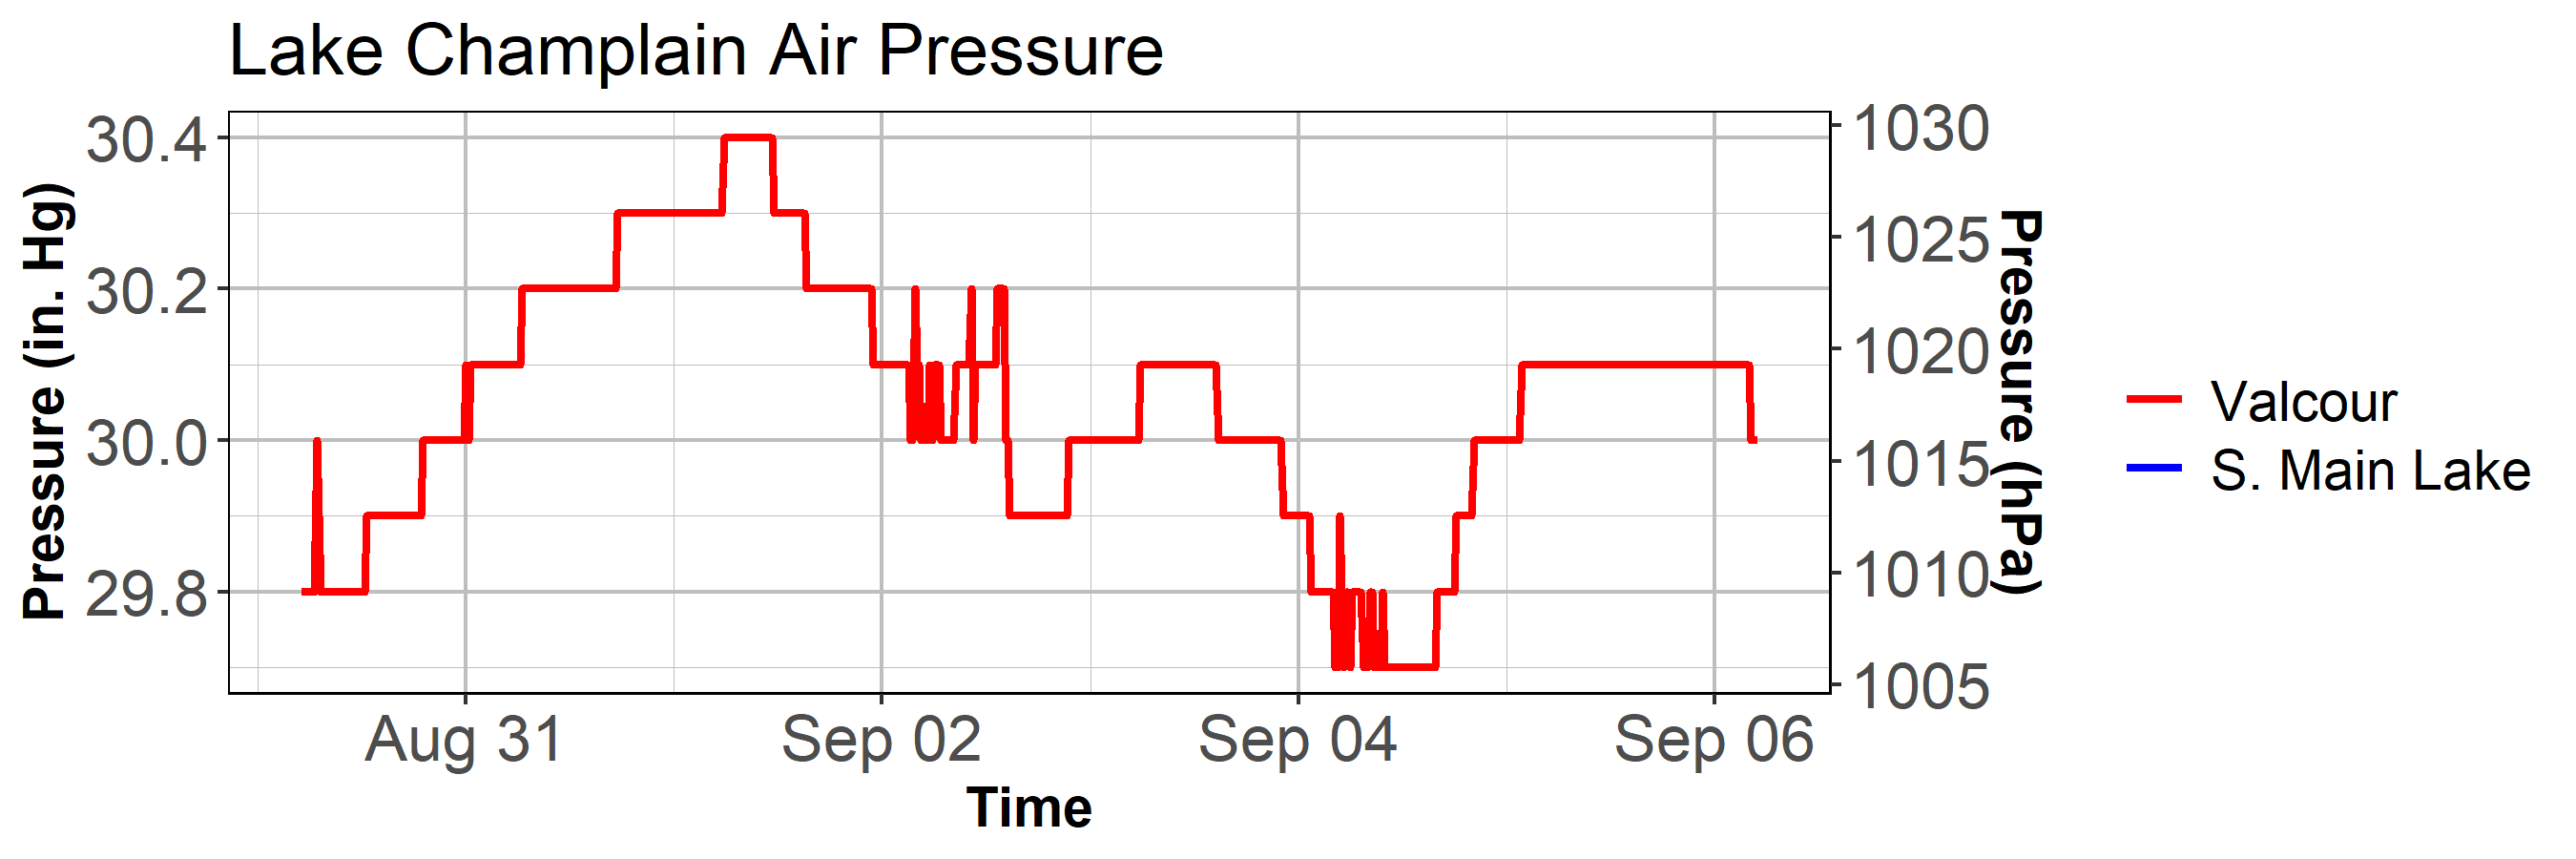 Lake Champlain Air Pressure
Pressure (in. Hg)
30.4
30.2
30.0
29.8
1030
1025
1020
1015
1010
1005
Pressure (hPa)
Aug 31
Sep 02
Sep 04
Sep 06
Time
Valcour
S. Main Lake